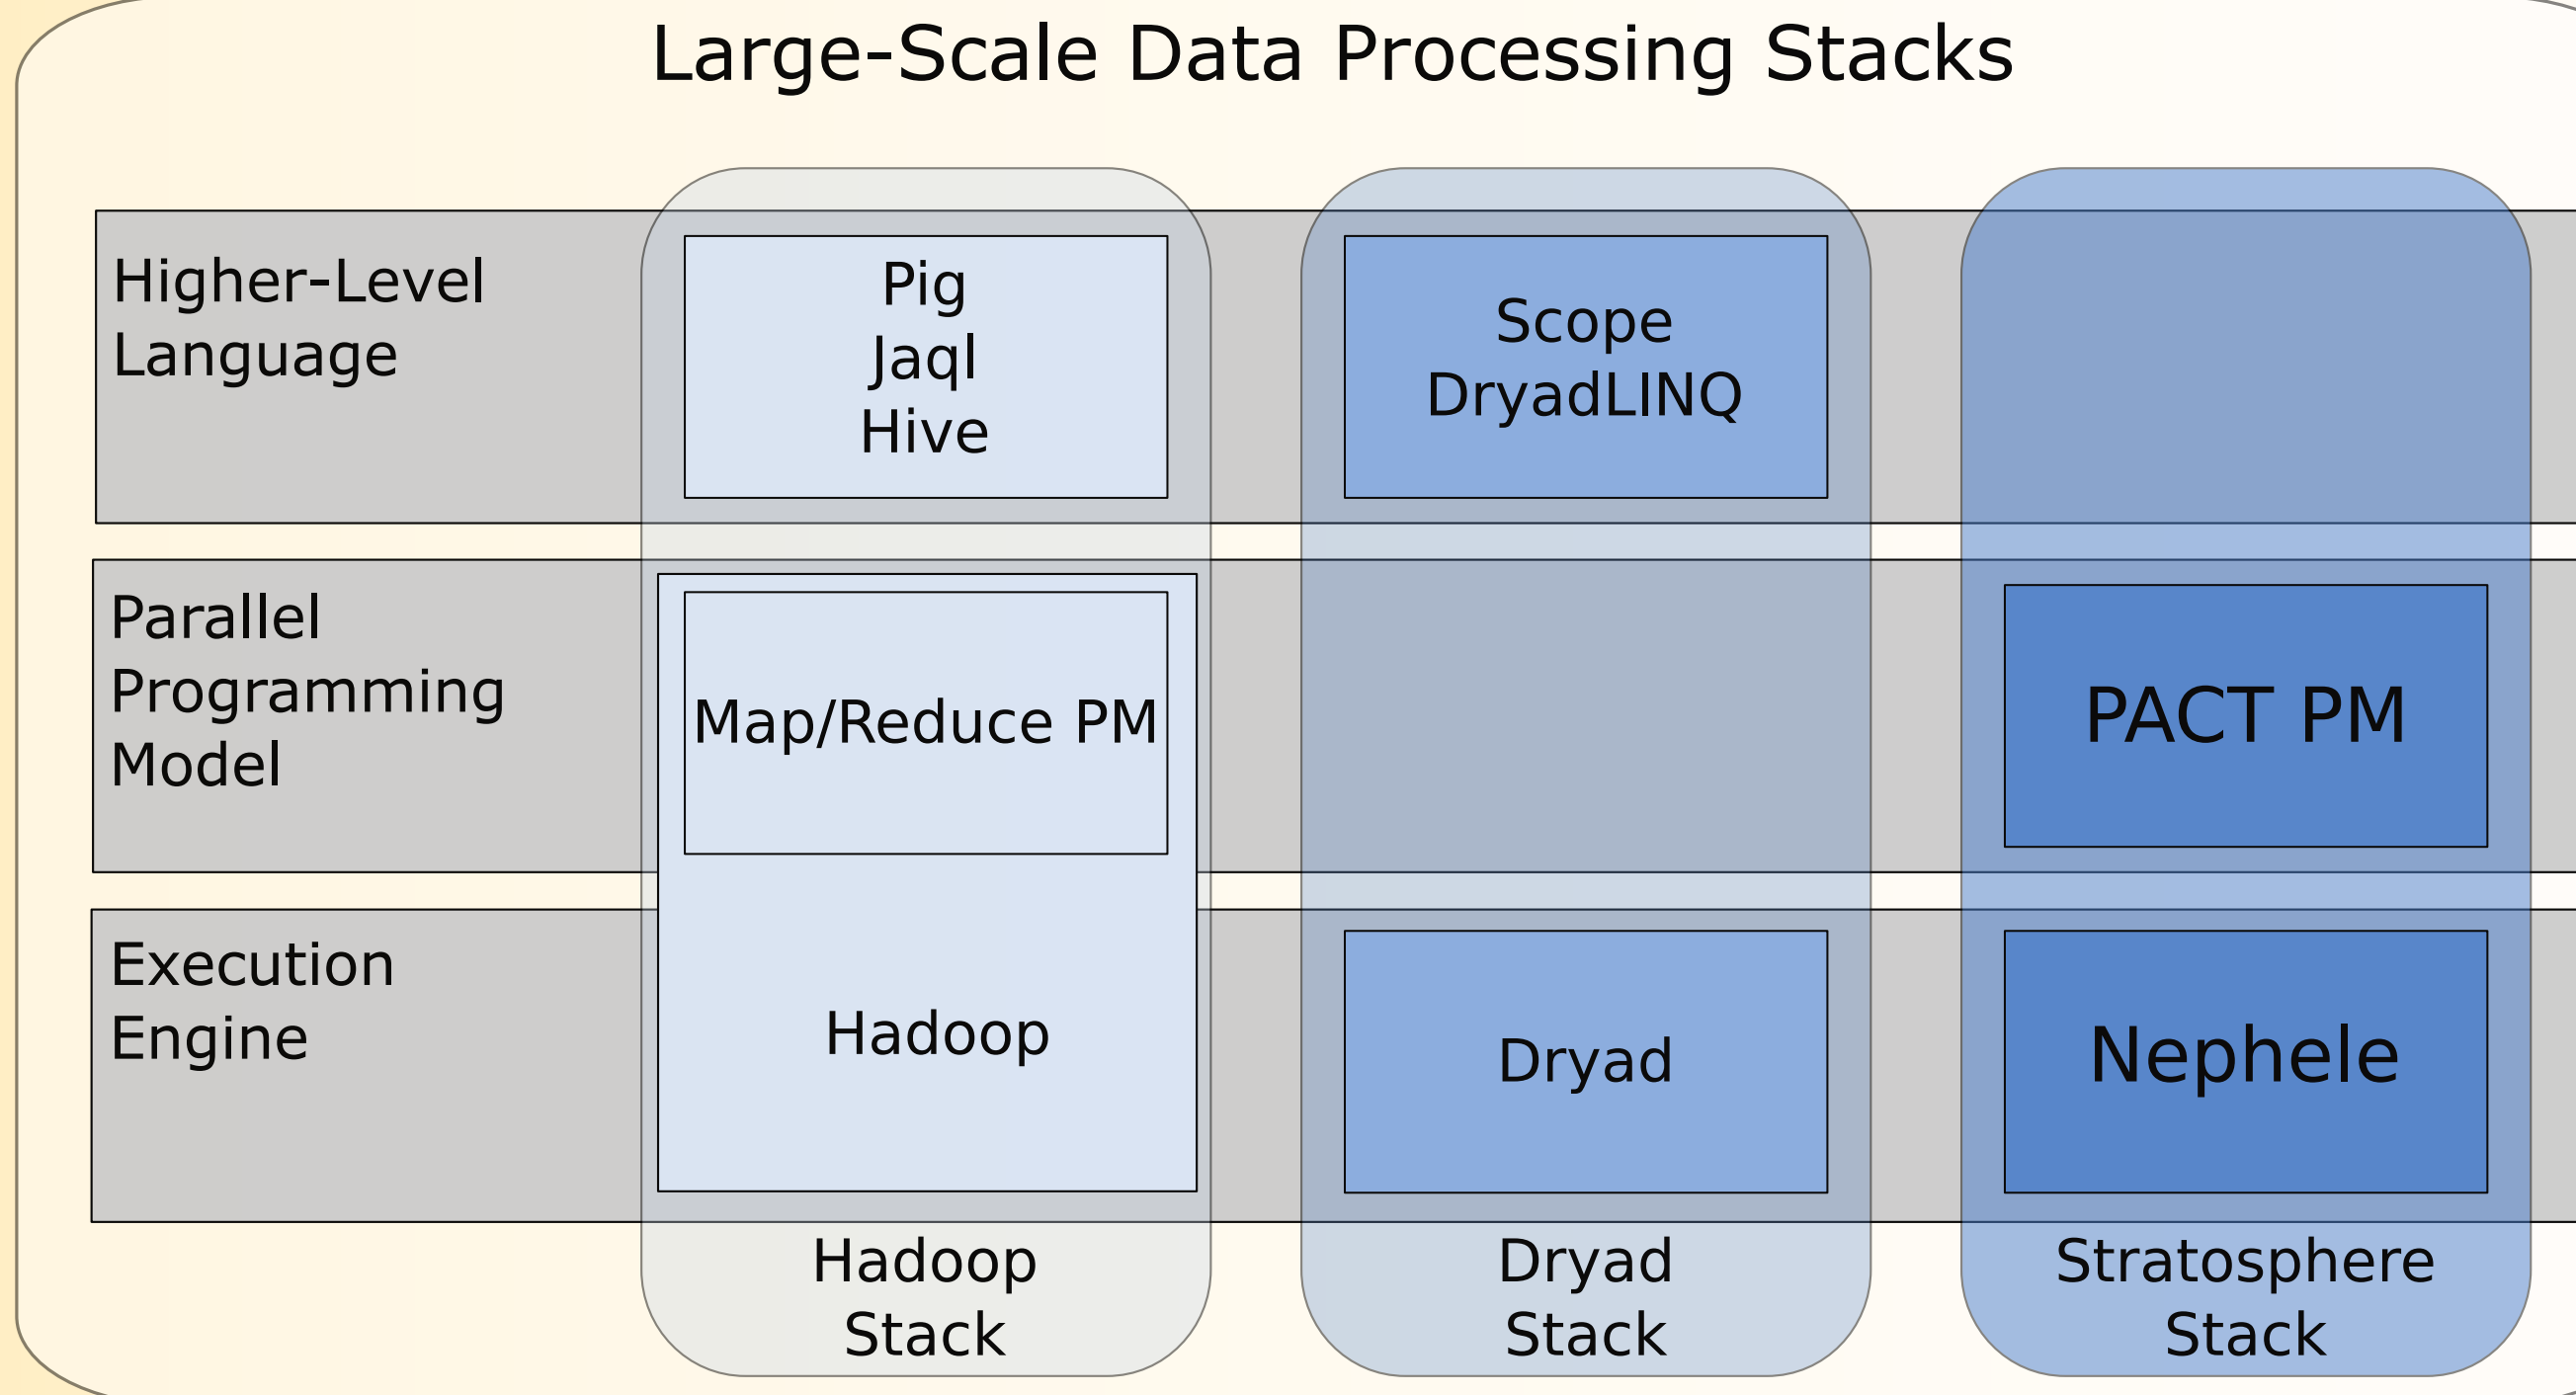 Large-Scale Data Processing Stacks
Higher-Level
Language
Pig
Jaql
Hive
Scope
DryadLINQ
Parallel
Programming
Model
Map/Reduce PM
PACT PM
Execution
Engine
Hadoop
Dryad
Nephele
Hadoop
Stack
Dryad
Stack
Stratosphere
Stack